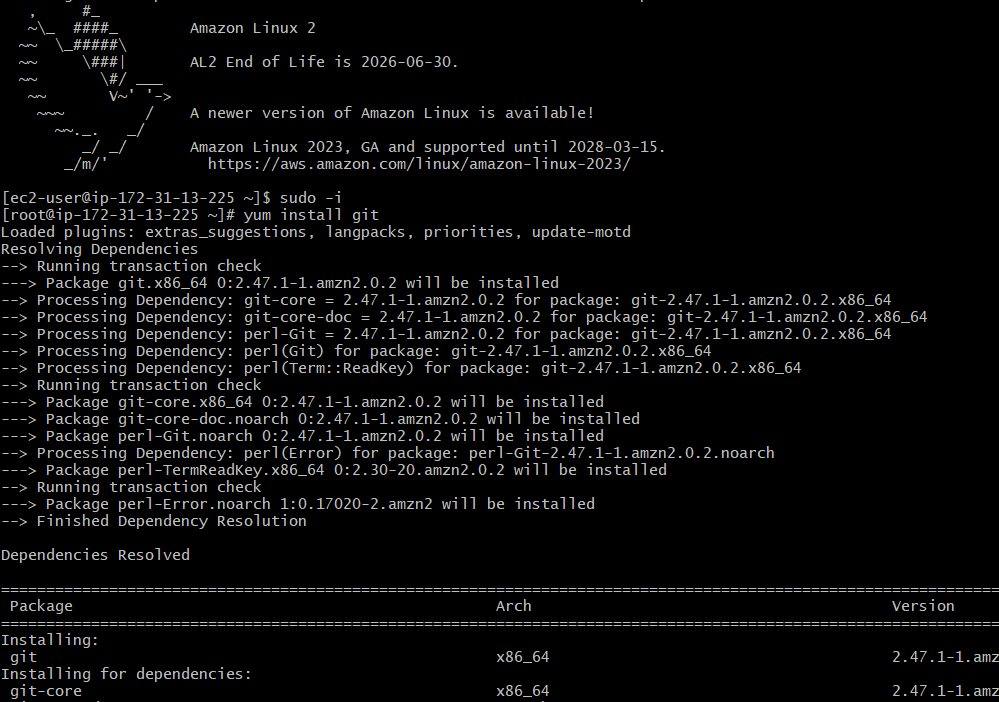 ,     #_
   ~\_  ####_        Amazon Linux 2
  ~~  \_#####\
  ~~     \###|       AL2 End of Life is 2026-06-30.
  ~~       \#/ ___
   ~~       V~' '->
    ~~~         /    A newer version of Amazon Linux is available!
      ~~._.   _/
         _/ _/       Amazon Linux 2023, GA and supported until 2028-03-15.
       _/m/'           https://aws.amazon.com/linux/amazon-linux-2023/
[ec2-user@ip-172-31-13-225 ~]$ sudo -i
[root@ip-172-31-13-225 ~]# yum install git
Loaded plugins: extras_suggestions, langpacks, priorities, update-motd
Resolving Dependencies
--> Running transaction check
---> Package git.x86_64 0:2.47.1-1.amzn2.0.2 will be installed
--> Processing Dependency: git-core = 2.47.1-1.amzn2.0.2 for package: git-2.47.1-1.amzn2.0.2.x86_64
--> Processing Dependency: git-core-doc = 2.47.1-1.amzn2.0.2 for package: git-2.47.1-1.amzn2.0.2.x86_64
--> Processing Dependency: perl-Git = 2.47.1-1.amzn2.0.2 for package: git-2.47.1-1.amzn2.0.2.x86_64
--> Processing Dependency: perl(Git) for package: git-2.47.1-1.amzn2.0.2.x86_64
--> Processing Dependency: perl(Term::ReadKey) for package: git-2.47.1-1.amzn2.0.2.x86_64
--> Running transaction check
---> Package git-core.x86_64 0:2.47.1-1.amzn2.0.2 will be installed
---> Package git-core-doc.noarch 0:2.47.1-1.amzn2.0.2 will be installed
---> Package perl-Git.noarch 0:2.47.1-1.amzn2.0.2 will be installed
--> Processing Dependency: perl(Error) for package: perl-Git-2.47.1-1.amzn2.0.2.noarch
---> Package perl-TermReadKey.x86_64 0:2.30-20.amzn2.0.2 will be installed
--> Running transaction check
---> Package perl-Error.noarch 1:0.17020-2.amzn2 will be installed
--> Finished Dependency Resolution
Dependencies Resolved
===============================================================================================================
 Package                                               Arch                                        Version
===============================================================================================================
Installing:
 git                                                   x86_64                                      2.47.1-1.amz
Installing for dependencies:
 git-core                                              x86_64                                      2.47.1-1.amz